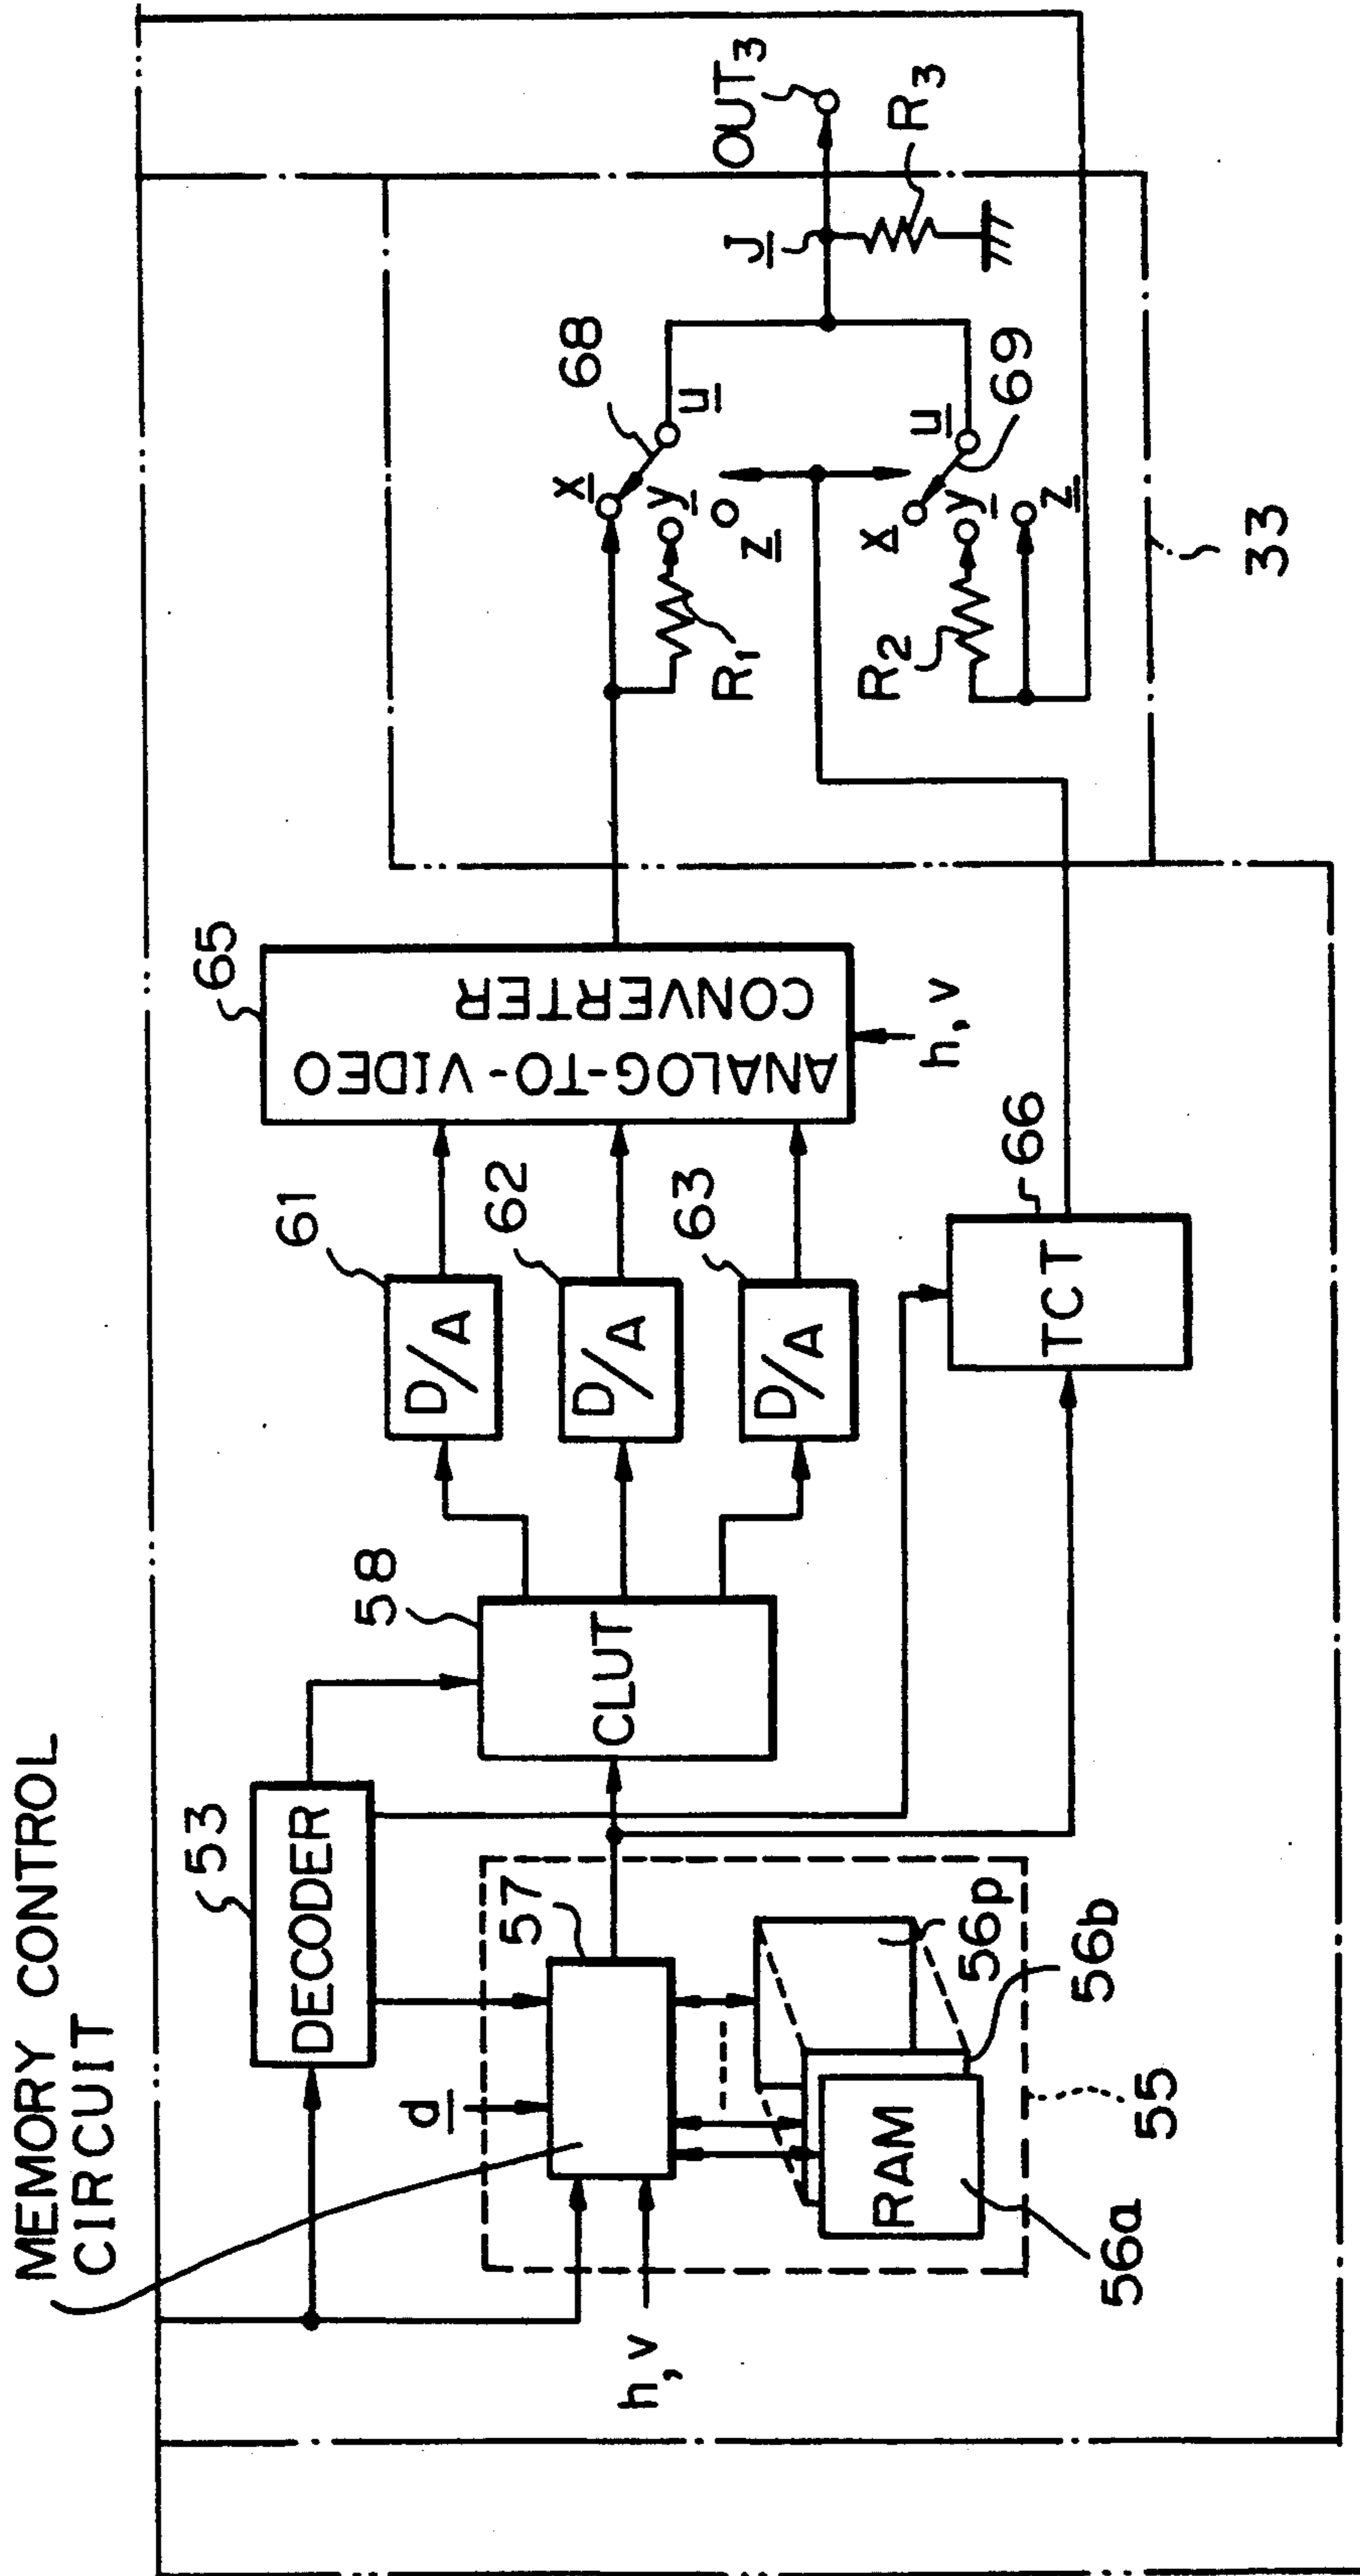 MEMORY CONTROL
CIRCUIT
53
DECODER
d
h,v
57
RAM
56a
56b
56p
55
58
CLUT
61
D/A
62
D/A
63
D/A
65
ANALOG-TO-VIDEO
CONVERTER
h,v
66
TCT
x
y
z
R1
68
u
x
y
z
R2
69
u
J
OUT3
R3
33